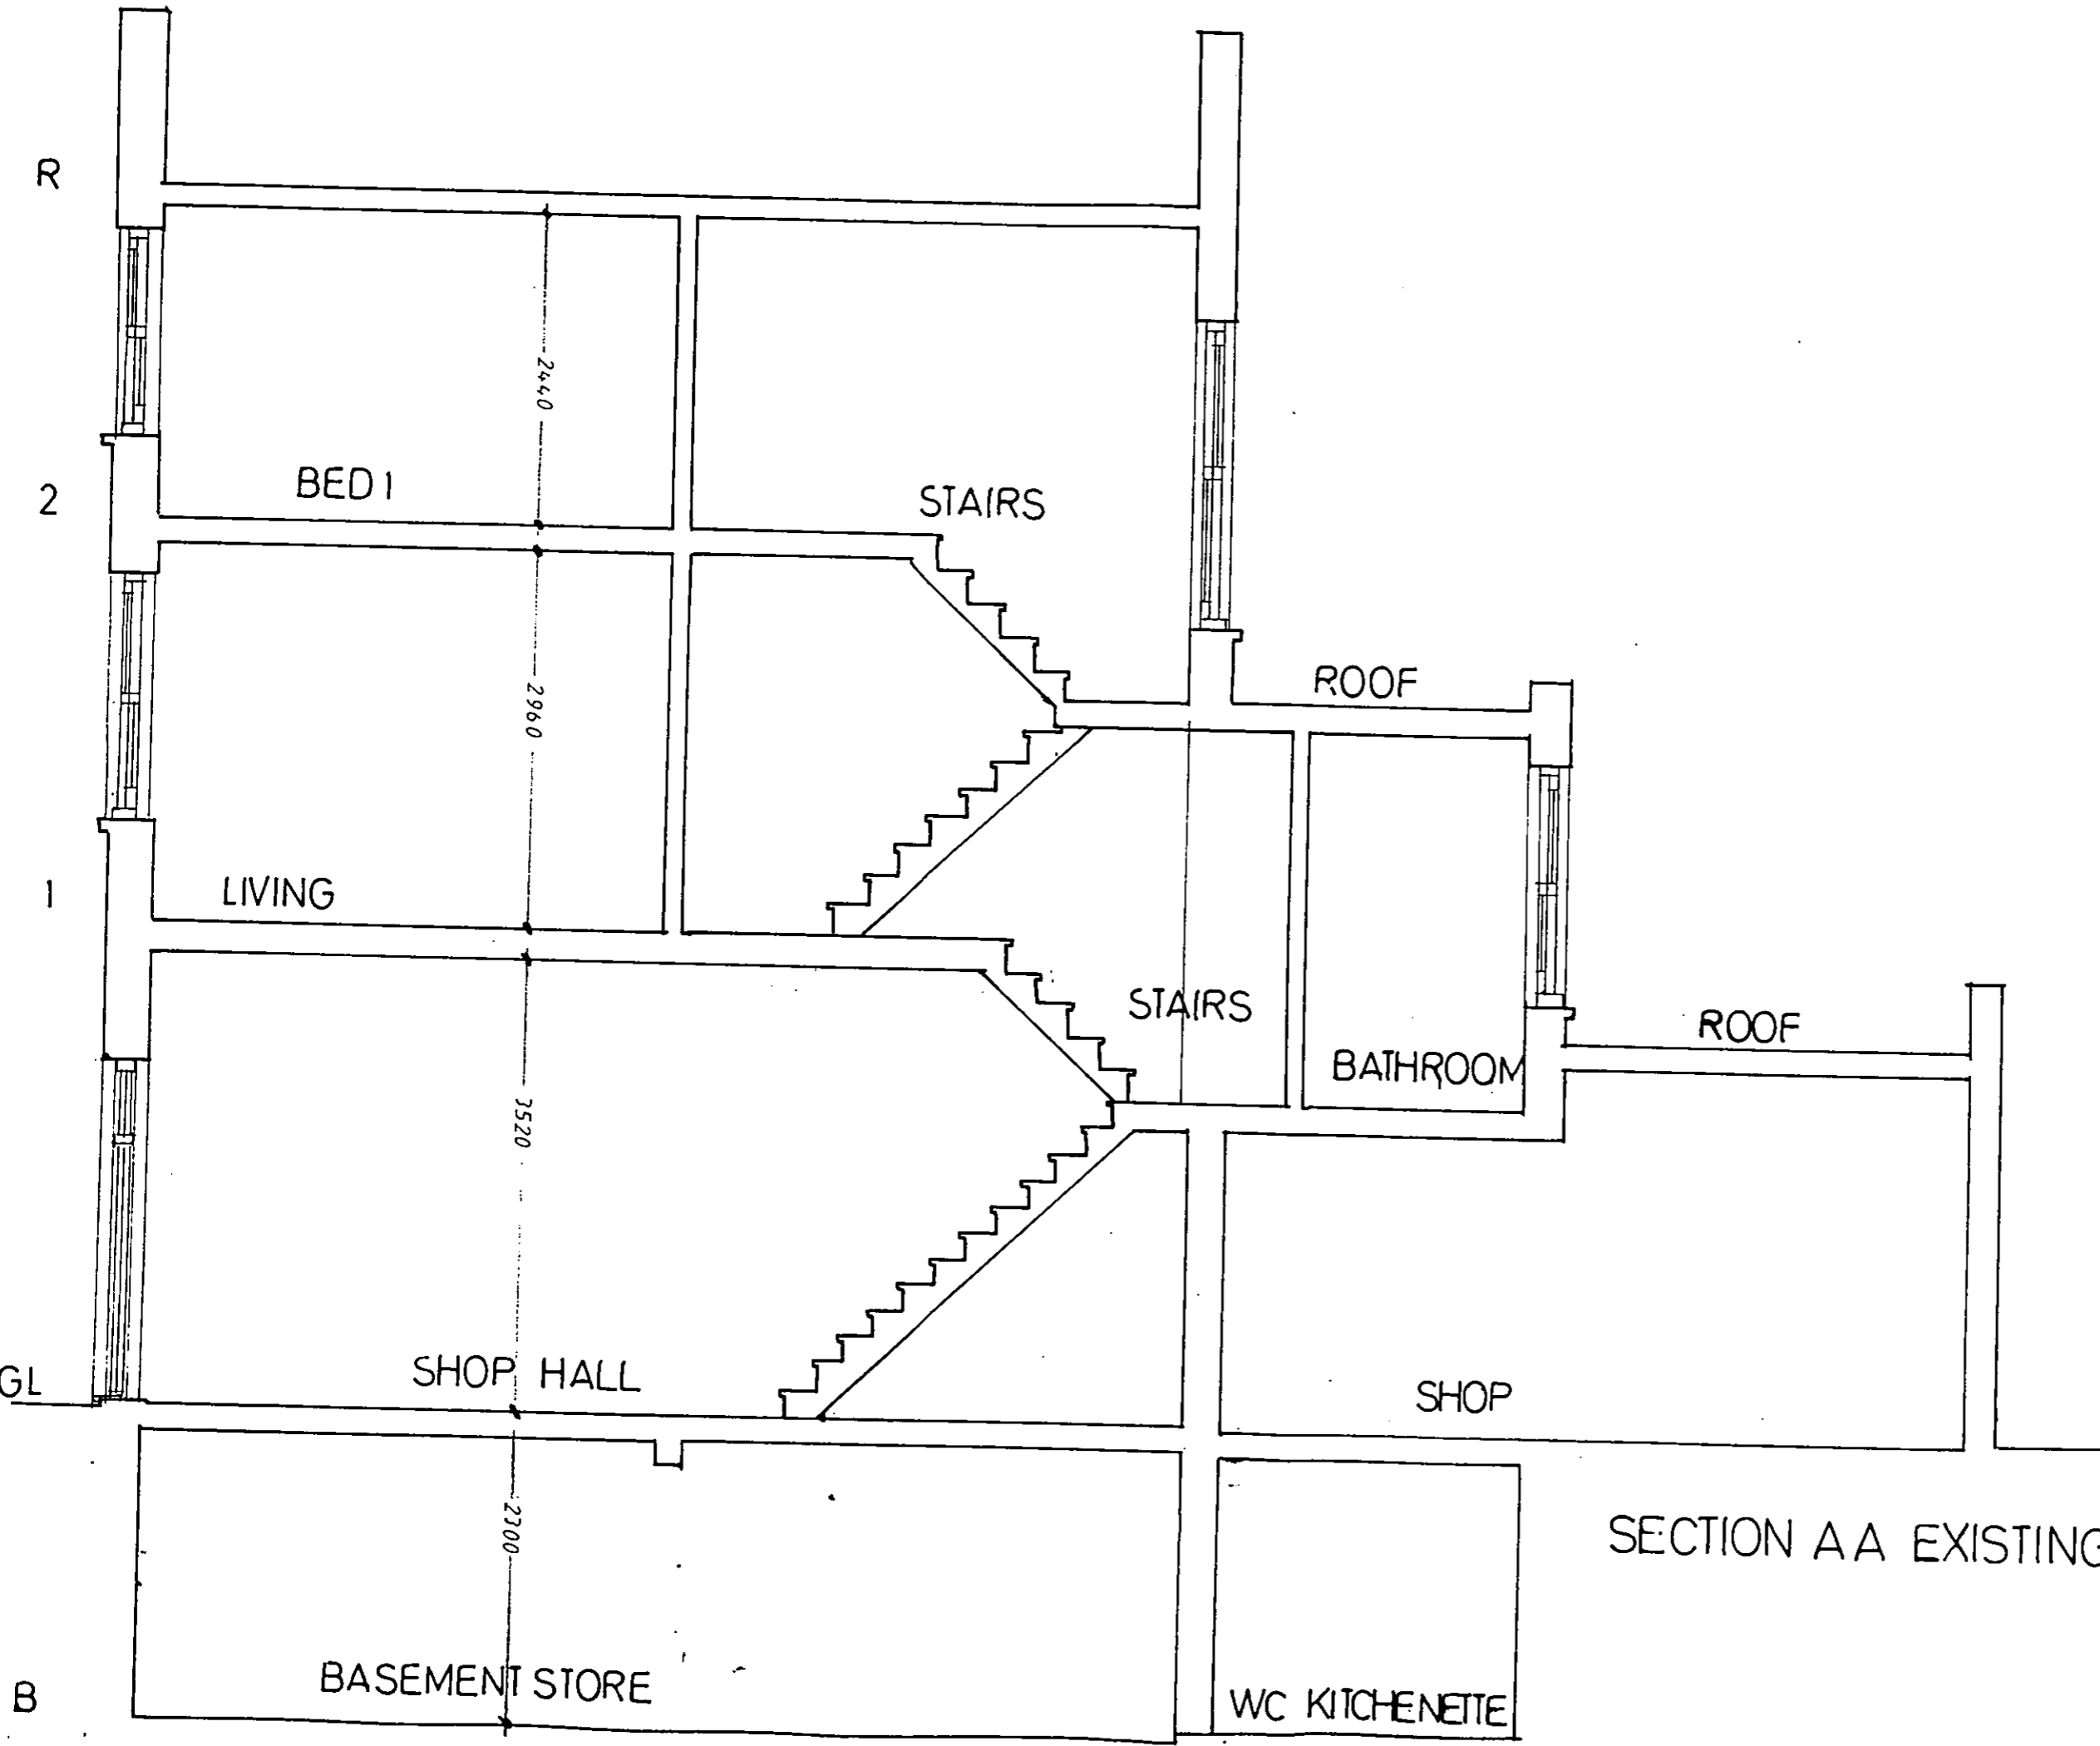 R
2440
BED 1
2
STAIRS
ROOF
2960
LIVING
1
STAIRS
ROOF
BATHROOM
3520
SHOP HALL
GL
SHOP
2300
SECTION AA EXISTING
BASEMENT STORE
B
WC KITCHENETTE